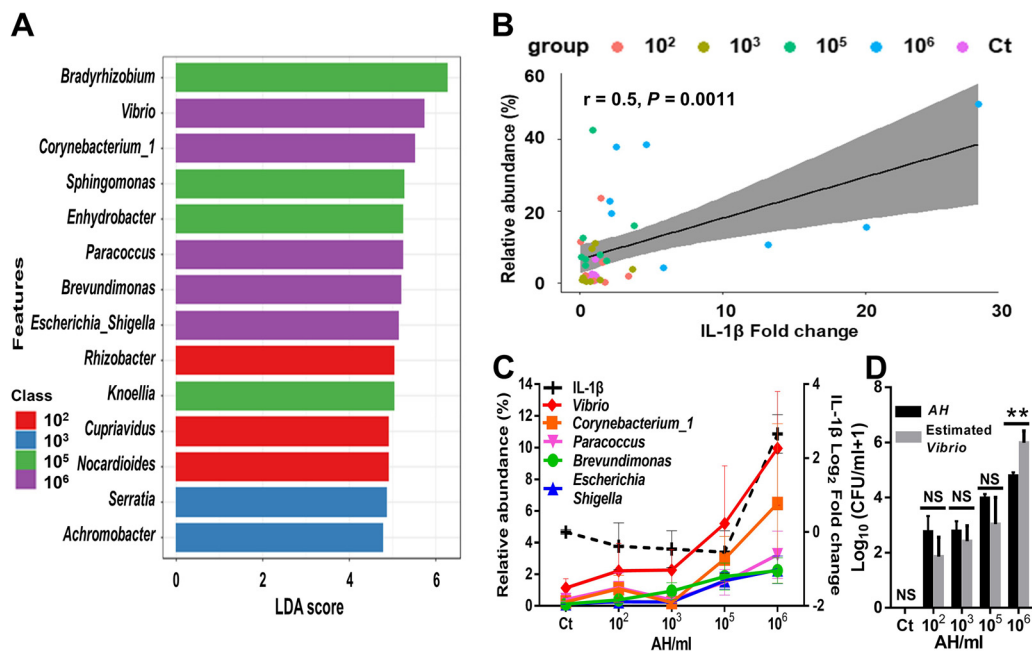 A
Features
Bradyrhizobium
Vibrio
Corynebacterium_1
Sphingomonas
Enhydrobacter
Paracoccus
Brevundimonas
Escherichia_Shigella
Rhizobacter
Knoellia
Cupriavidus
Nocardioides
Serratia
Achromobacter
Class
10²
10³
10⁵
10⁶
0 2 4 6
LDA score
B
group 10² 10³ 10⁵ 10⁶ Ct
r = 0.5, P = 0.0011
Relative abundance (%)
60
40
20
0
0 10 20 30
IL-1β Fold change
C
Relative abundance (%)
14
12
10
8
6
4
2
0
IL-1β
Vibrio
Corynebacterium_1
Paracoccus
Brevundimonas
Escherichia
Shigella
4
2
0
-2
IL-1β Log₂ Fold change
Ct 10² 10³ 10⁵ 10⁶
AH/ml
D
Log₁₀ (CFU/ml+1)
8
6
4
2
0
AH
Estimated
Vibrio
NS NS NS NS **
Ct 10² 10³ 10⁵ 10⁶
AH/ml